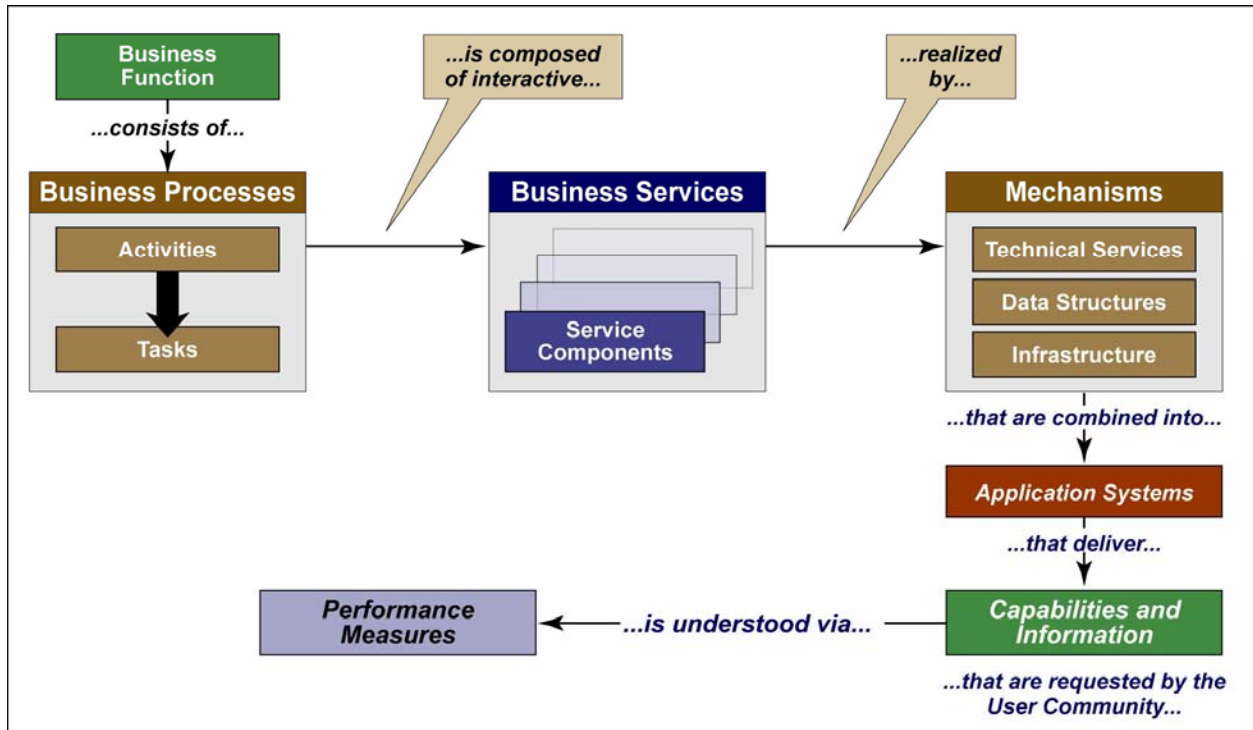 Business
Function
...consists of...
...is composed
of interactive...
...realized
by...
Business Processes
Activities
Tasks
Business Services
Service
Components
Mechanisms
Technical Services
Data Structures
Infrastructure
...that are combined into...
Application Systems
...that deliver...
Capabilities and
Information
...that are requested by the
User Community...
...is understood via...
Performance
Measures